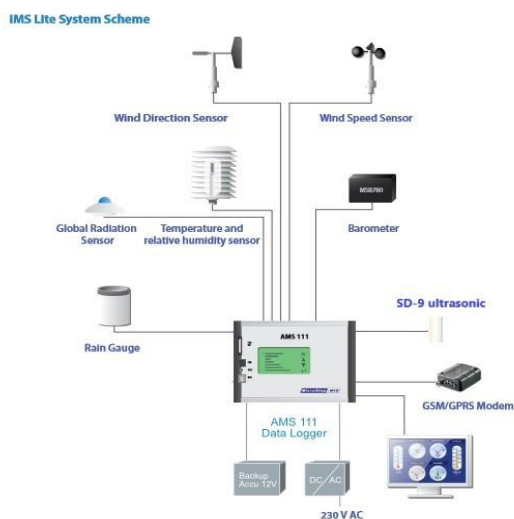 IMS Lite System Scheme
Wind Direction Sensor
Wind Speed Sensor
MSB780
Global Radiation
Sensor
Temperature and
relative humidity sensor
Barometer
SD-9 ultrasonic
Rain Gauge
AMS 111
GSM/GPRS Modem
AMS 111
Data Logger
Backup
Accu 12V
DC/AC
230 V AC